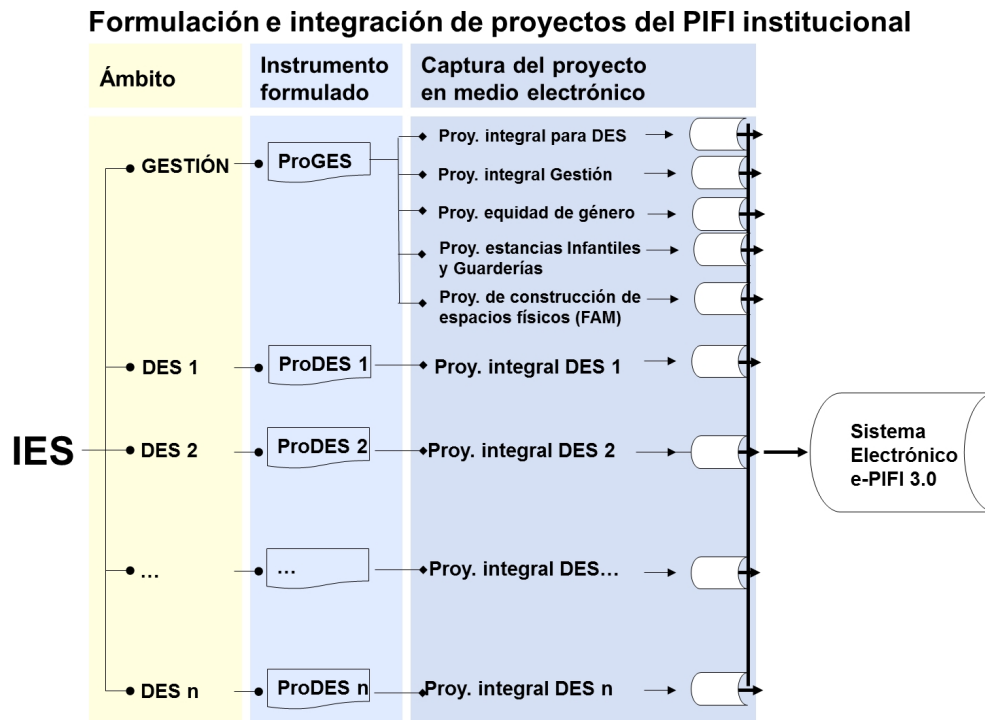 Formulación e integración de proyectos del PIFI institucional
Ámbito
Instrumento
formulado
Captura del proyecto
en medio electrónico
IES
GESTIÓN
ProGES
Proy. integral para DES
Proy. integral Gestión
Proy. equidad de género
Proy. estancias Infantiles
y Guarderías
Proy. de construcción de
espacios físicos (FAM)
DES 1
ProDES 1
Proy. integral DES 1
DES 2
ProDES 2
Proy. integral DES 2
...
...
Proy. integral DES...
DES n
ProDES n
Proy. integral DES n
Sistema
Electrónico
e-PIFI 3.0